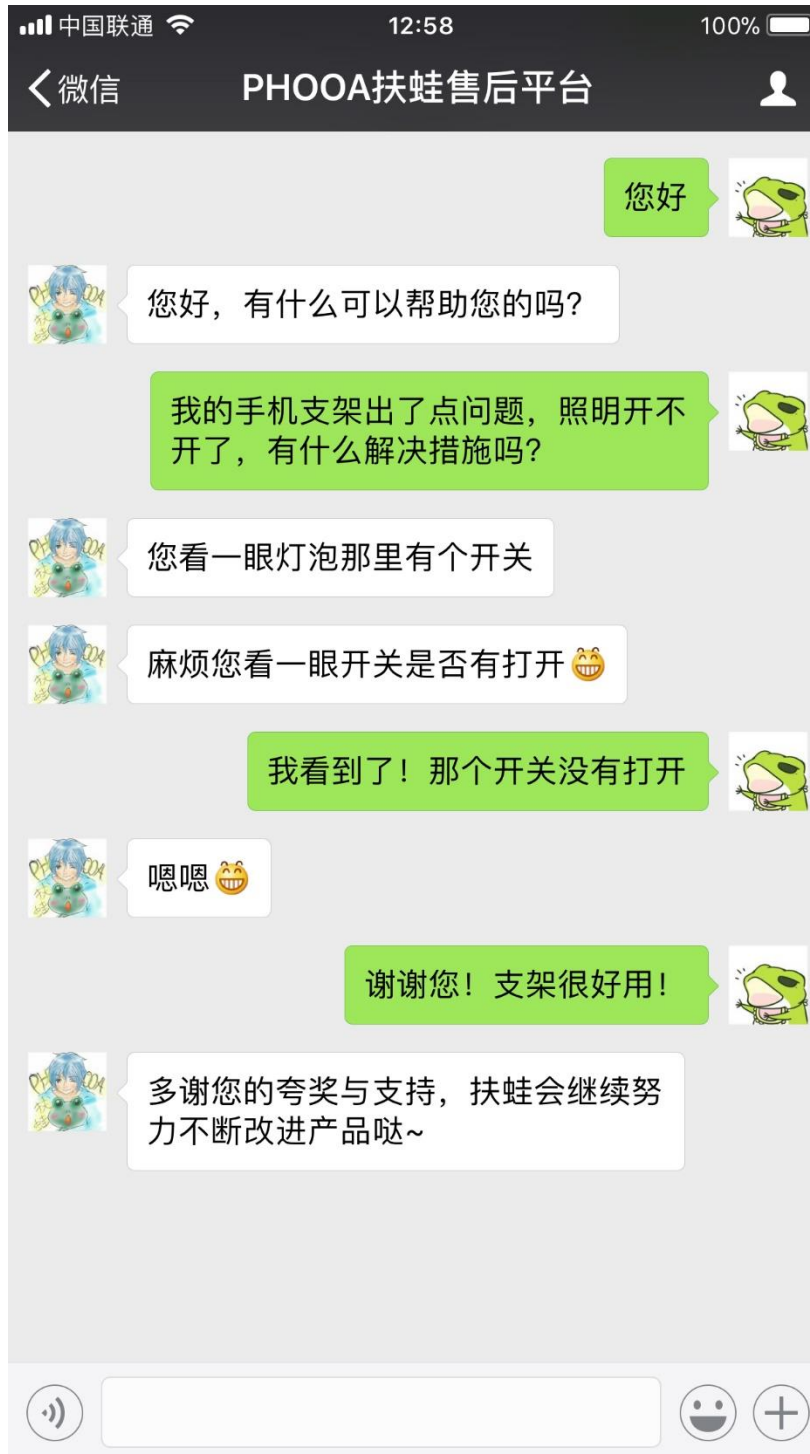 中国联通 12:58 100%
微信 PHOOA扶蛙售后平台
您好
您好，有什么可以帮助您的吗？
我的手机支架出了点问题，照明开不
开了，有什么解决措施吗？
您看一眼灯泡那里有个开关
麻烦您看一眼开关是否有打开😁
我看到了！那个开关没有打开
嗯嗯😁
谢谢您！支架很好用！
多谢您的夸奖与支持，扶蛙会继续努
力不断改进产品哒~